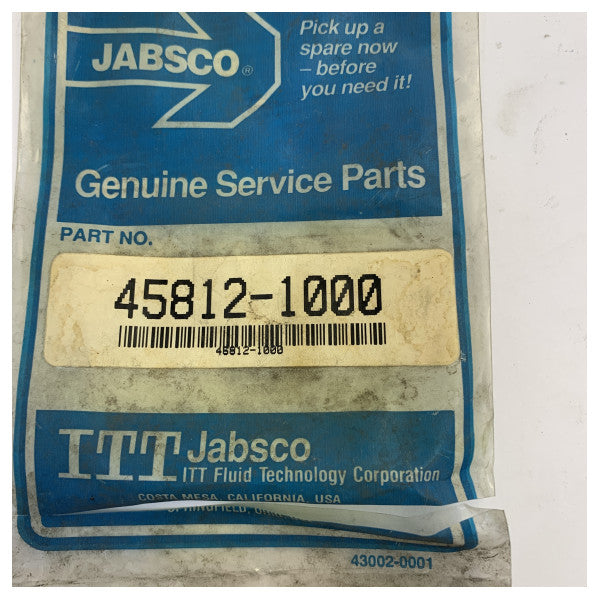 Pick up a
spare now
– before
you need it!
JABSCO®
Genuine Service Parts
PART NO.
45812-1000
45812-1000
ITT Jabsco
ITT Fluid Technology Corporation
COSTA MESA, CALIFORNIA, USA
SPRINGFIELD,
43002-0001